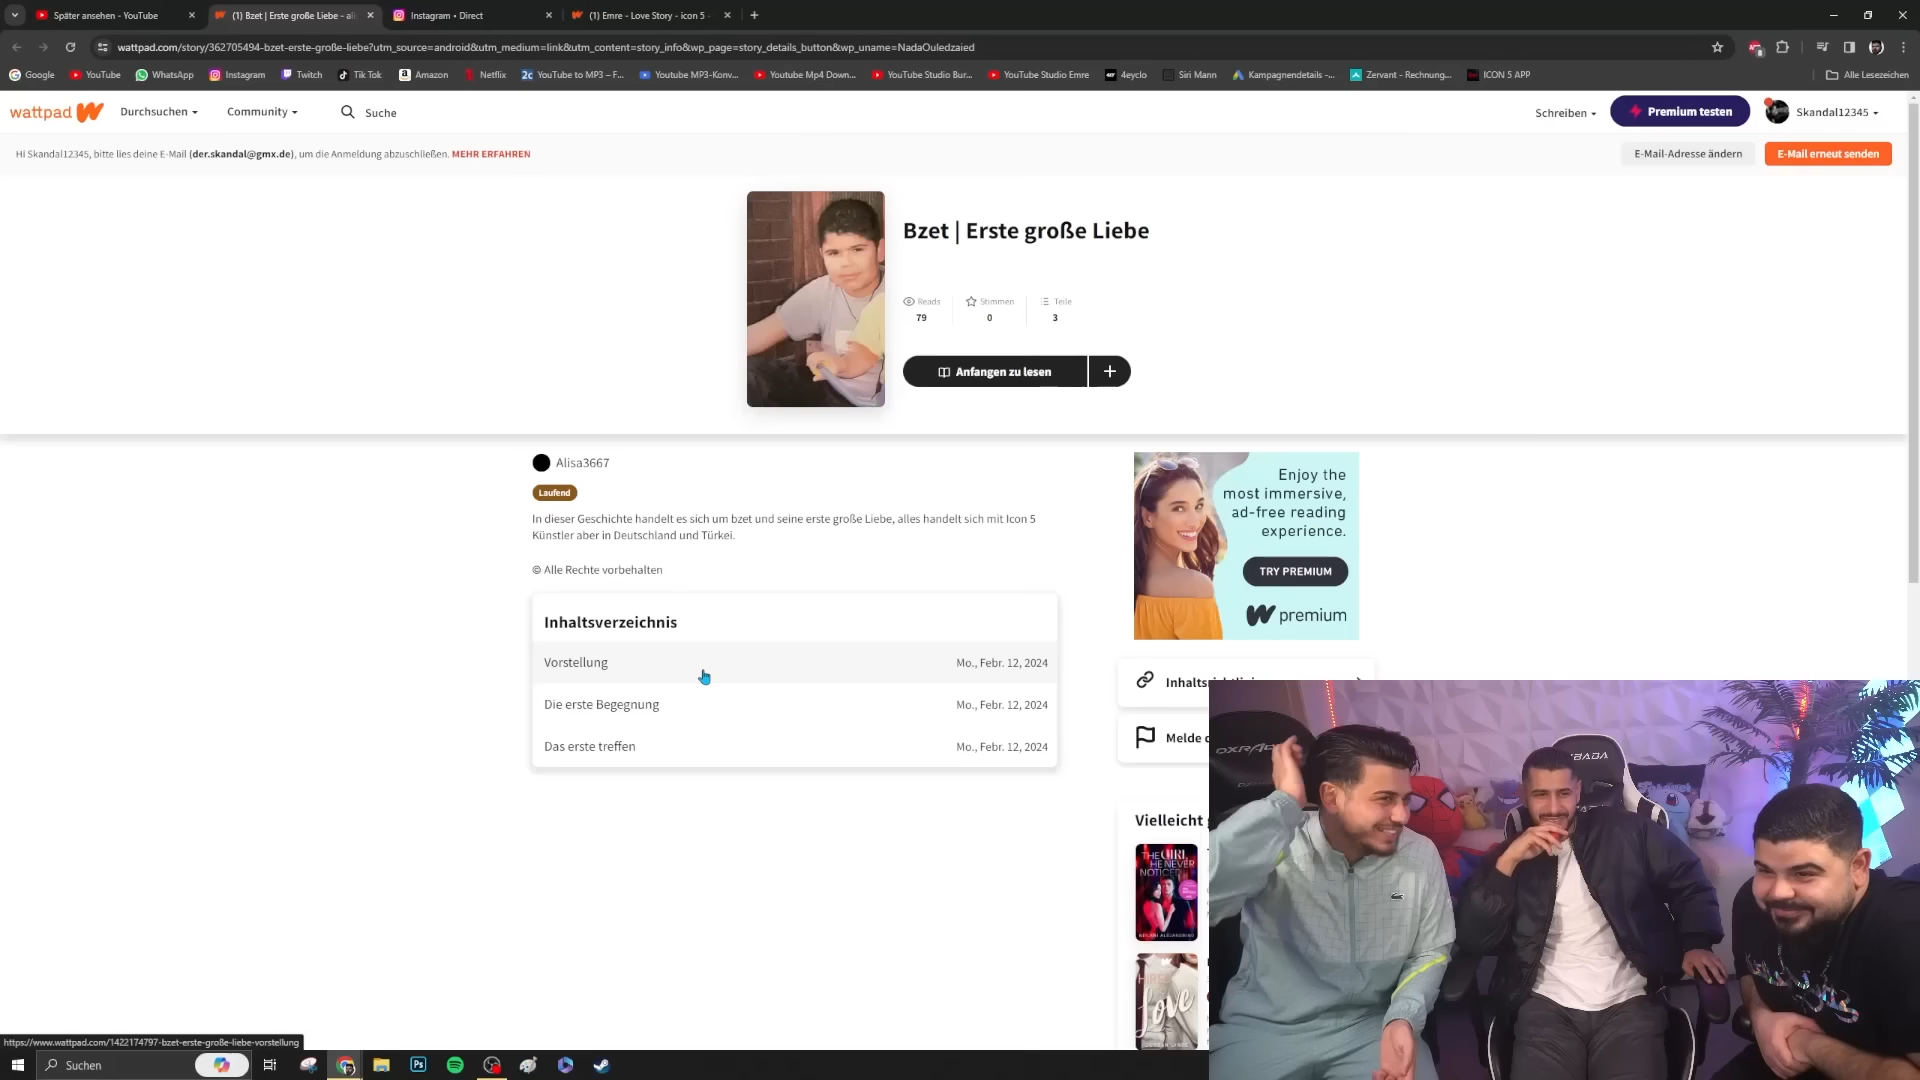 Später ansehen - YouTube
(1) Bzet | Erste große Liebe - ali
Instagram • Direct
(1) Emre - Love Story - icon 5
wattpad.com/story/362705494-bzet-erste-große-liebe?utm_source=android&utm_medium=link&utm_content=story_info&wp_page=story_details_button&wp_uname=NadaOuledzaied
Google
YouTube
WhatsApp
Instagram
Twitch
Tik Tok
Amazon
Netflix
YouTube to MP3 – F...
Youtube MP3-Konv...
Youtube Mp4 Down...
YouTube Studio Bur...
YouTube Studio Emre
4eyclo
Siri Mann
Kampagnendetails -...
Zervant - Rechnung...
ICON 5 APP
Alle Lesezeichen
wattpad
Durchsuchen
Community
Suche
Schreiben
Premium testen
Skandal12345
Hi Skandal12345, bitte lies deine E-Mail (der.skandal@gmx.de), um die Anmeldung abzuschließen. MEHR ERFAHREN
E-Mail-Adresse ändern
E-Mail erneut senden
Bzet | Erste große Liebe
Reads
Stimmen
Teile
79
0
3
Anfangen zu lesen
Alisa3667
Laufend
In dieser Geschichte handelt es sich um bzet und seine erste große Liebe, alles handelt sich mit Icon 5
Künstler aber in Deutschland und Türkei.
© Alle Rechte vorbehalten
Inhaltsverzeichnis
Vorstellung
Mo., Febr. 12, 2024
Die erste Begegnung
Mo., Febr. 12, 2024
Das erste treffen
Mo., Febr. 12, 2024
Enjoy the
most immersive,
ad-free reading
experience.
TRY PREMIUM
premium
Melde
Vielleicht
THE GIRL
HE NEVER
NOTICED
Love
https://www.wattpad.com/1422174797-bzet-erste-große-liebe-vorstellung
Suchen